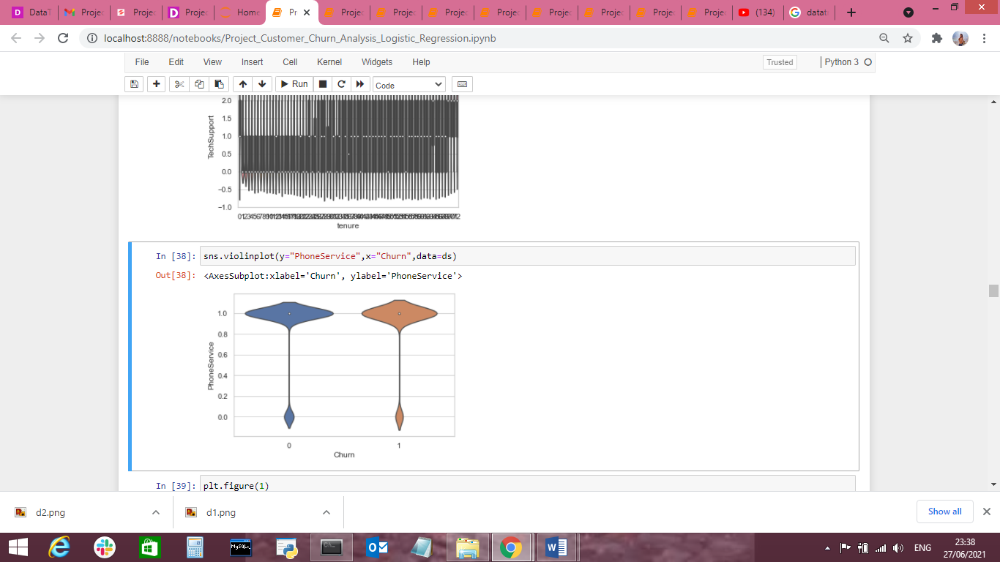 DataT
Projec
Projec
Projec
Home
Pr
Projec
Projec
Projec
Projec
Projec
Projec
Projec
Projec
(134)
datat
localhost:8888/notebooks/Project_Customer_Churn_Analysis_Logistic_Regression.ipynb
File Edit View Insert Cell Kernel Widgets Help Trusted Python 3
Run Code
2.0
1.5
1.0
0.5
0.0
−0.5
−1.0
TechSupport
tenure
In [38]: sns.violinplot(y="PhoneService",x="Churn",data=ds)
Out[38]: <AxesSubplot:xlabel='Churn', ylabel='PhoneService'>
1.0
0.8
0.6
0.4
0.2
0.0
PhoneService
0 1
Churn
In [39]: plt.figure(1)
d2.png d1.png Show all
MySQL
ENG
23:38
27/06/2021